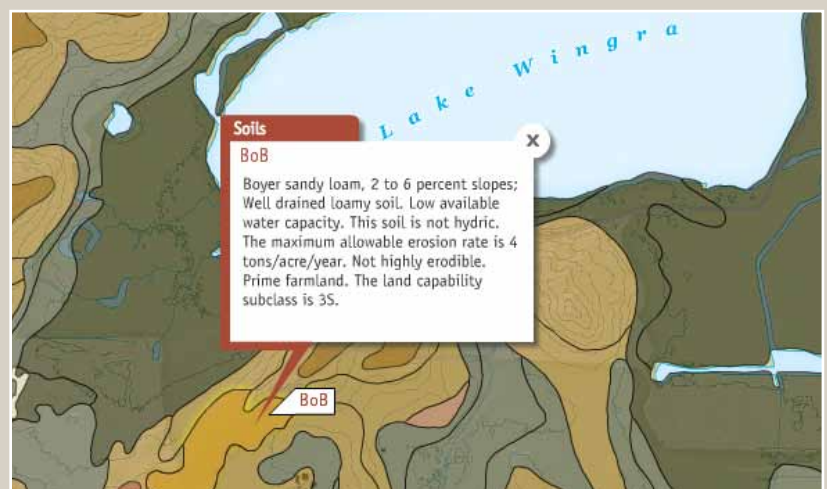 Lake Wingra
Soils
x
BoB
Boyer sandy loam, 2 to 6 percent slopes;
Well drained loamy soil. Low available
water capacity. This soil is not hydric.
The maximum allowable erosion rate is 4
tons/acre/year. Not highly erodible.
Prime farmland. The land capability
subclass is 3S.
BoB